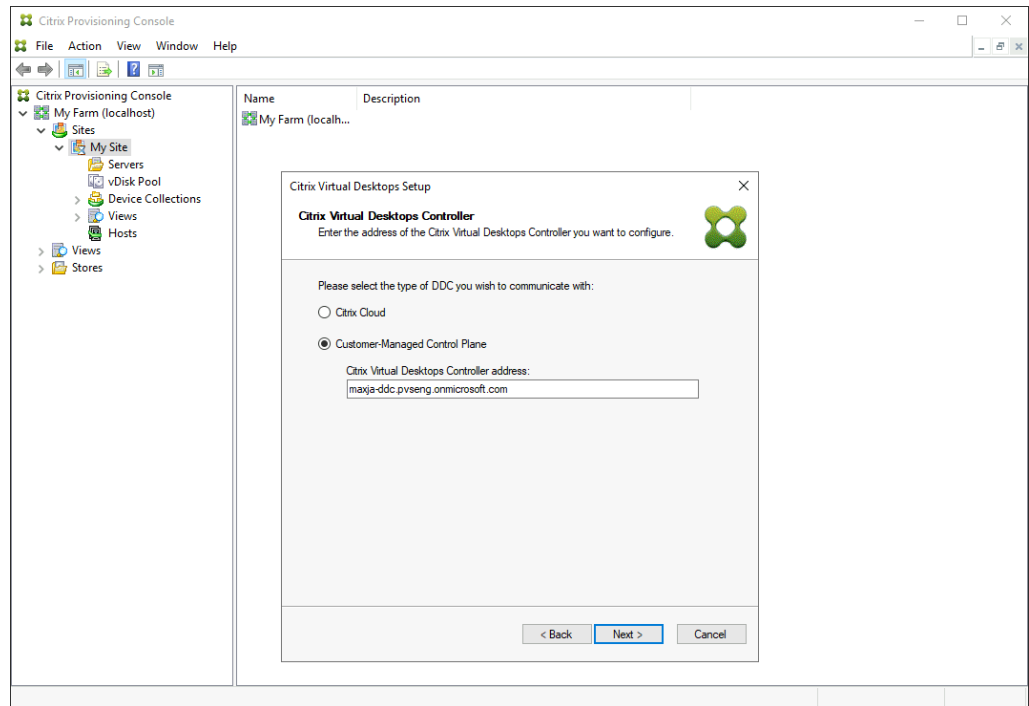 Citrix Provisioning Console
File Action View Window Help
Citrix Provisioning Console
My Farm (localhost)
Sites
My Site
Servers
vDisk Pool
Device Collections
Views
Hosts
Views
Stores
Name Description
My Farm (localh...
Citrix Virtual Desktops Setup
Citrix Virtual Desktops Controller
Enter the address of the Citrix Virtual Desktops Controller you want to configure.
Please select the type of DDC you wish to communicate with:
Citrix Cloud
Customer-Managed Control Plane
Citrix Virtual Desktops Controller address:
maxja-ddc.pvseng.onmicrosoft.com
< Back Next > Cancel